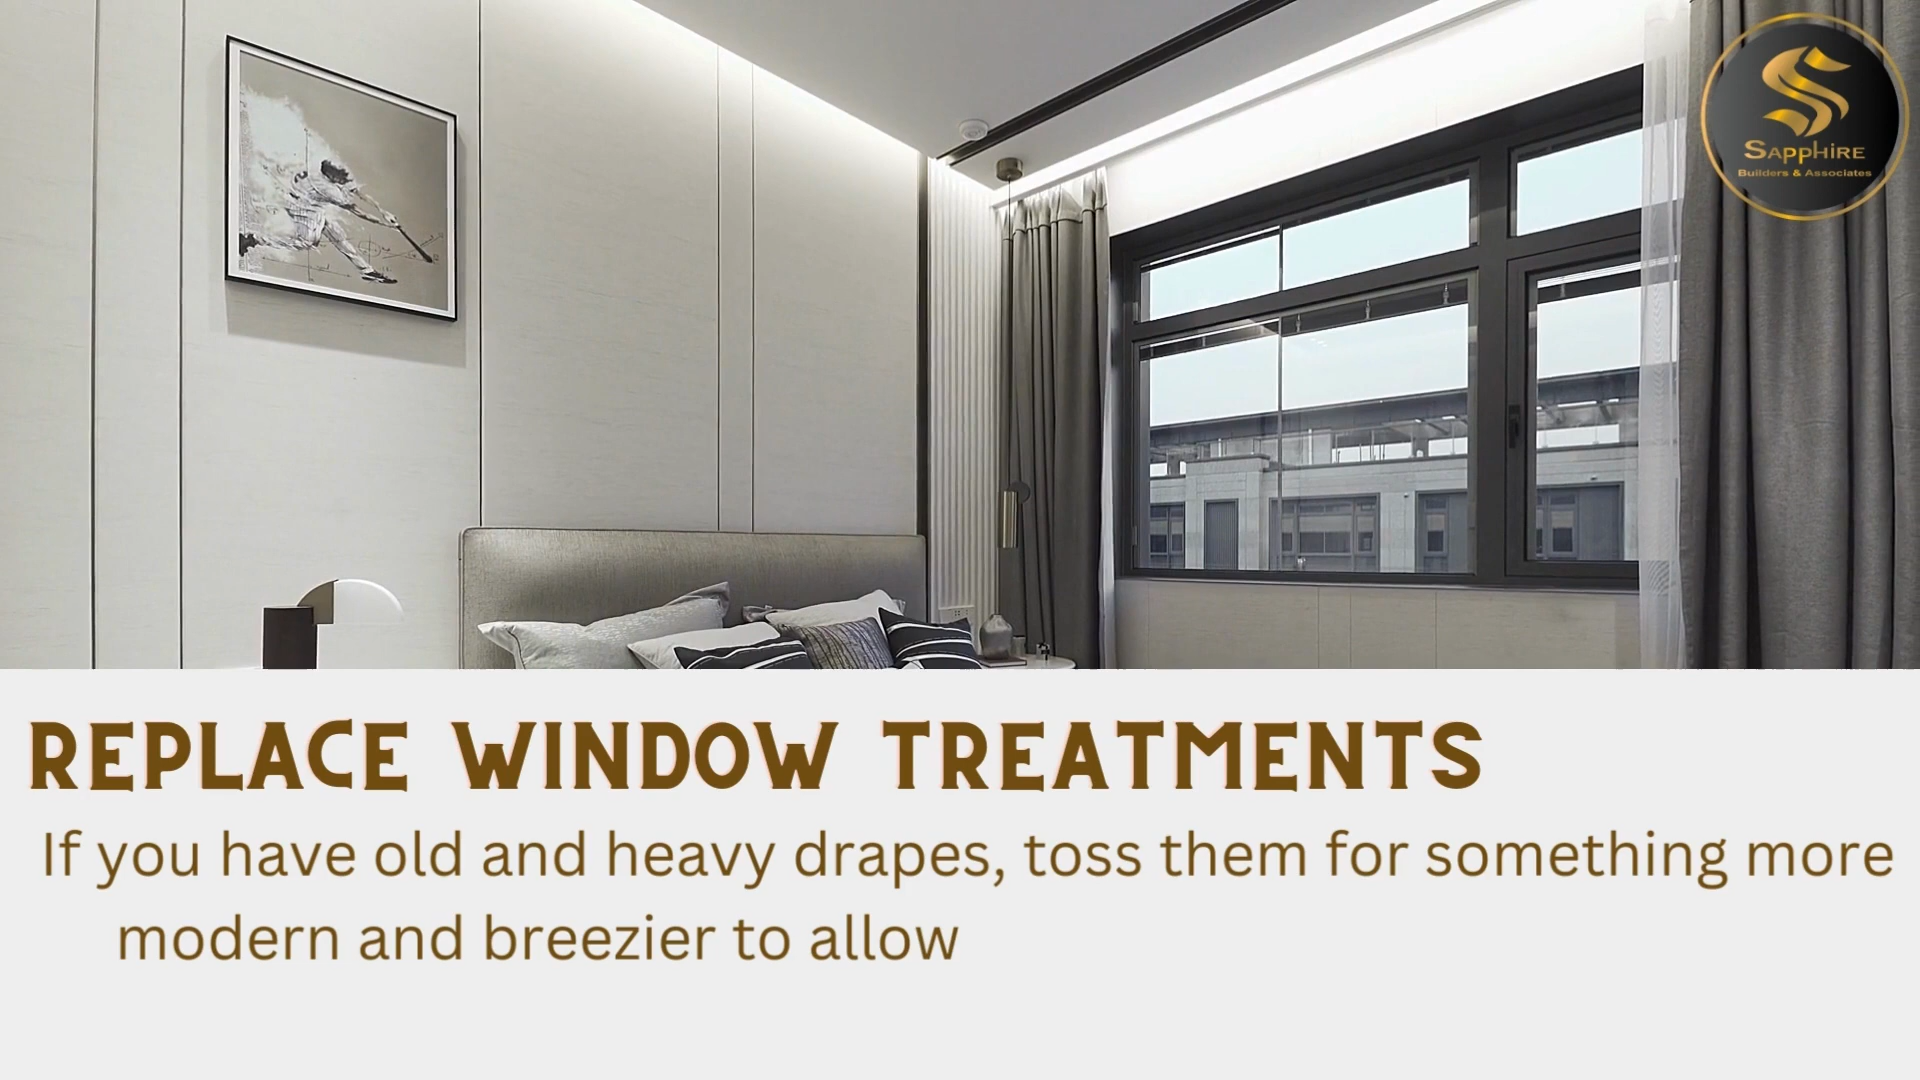 SAPPHIRE
Builders & Associates
REPLACE WINDOW TREATMENTS
If you have old and heavy drapes, toss them for something more
modern and breezier to allow